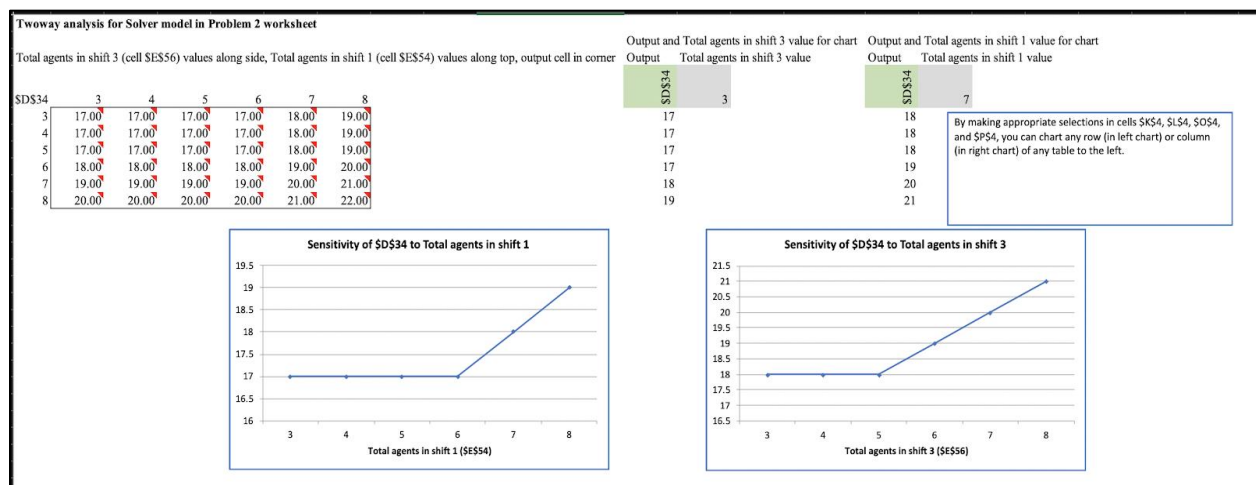 Twoway analysis for Solver model in Problem 2 worksheet
Output and Total agents in shift 3 value for chart Output and Total agents in shift 1 value for chart
Total agents in shift 3 (cell $E$56) values along side, Total agents in shift 1 (cell $E$54) values along top, output cell in corner Output Total agents in shift 3 value Output Total agents in shift 1 value
$D$34 3 4 5 6 7 8 $D$34 3 $D$34 7
3 17.00 17.00 17.00 17.00 18.00 19.00 17 18
4 17.00 17.00 17.00 17.00 18.00 19.00 17 18
5 17.00 17.00 17.00 17.00 18.00 19.00 17 18
6 18.00 18.00 18.00 18.00 19.00 20.00 17 19
7 19.00 19.00 19.00 19.00 20.00 21.00 18 20
8 20.00 20.00 20.00 20.00 21.00 22.00 19 21
By making appropriate selections in cells $K$4, $L$4, $O$4,
and $P$4, you can chart any row (in left chart) or column
(in right chart) of any table to the left.
Sensitivity of $D$34 to Total agents in shift 1
19.5
19
18.5
18
17.5
17
16.5
16
3 4 5 6 7 8
Total agents in shift 1 ($E$54)
Sensitivity of $D$34 to Total agents in shift 3
21.5
21
20.5
20
19.5
19
18.5
18
17.5
17
16.5
3 4 5 6 7 8
Total agents in shift 3 ($E$56)